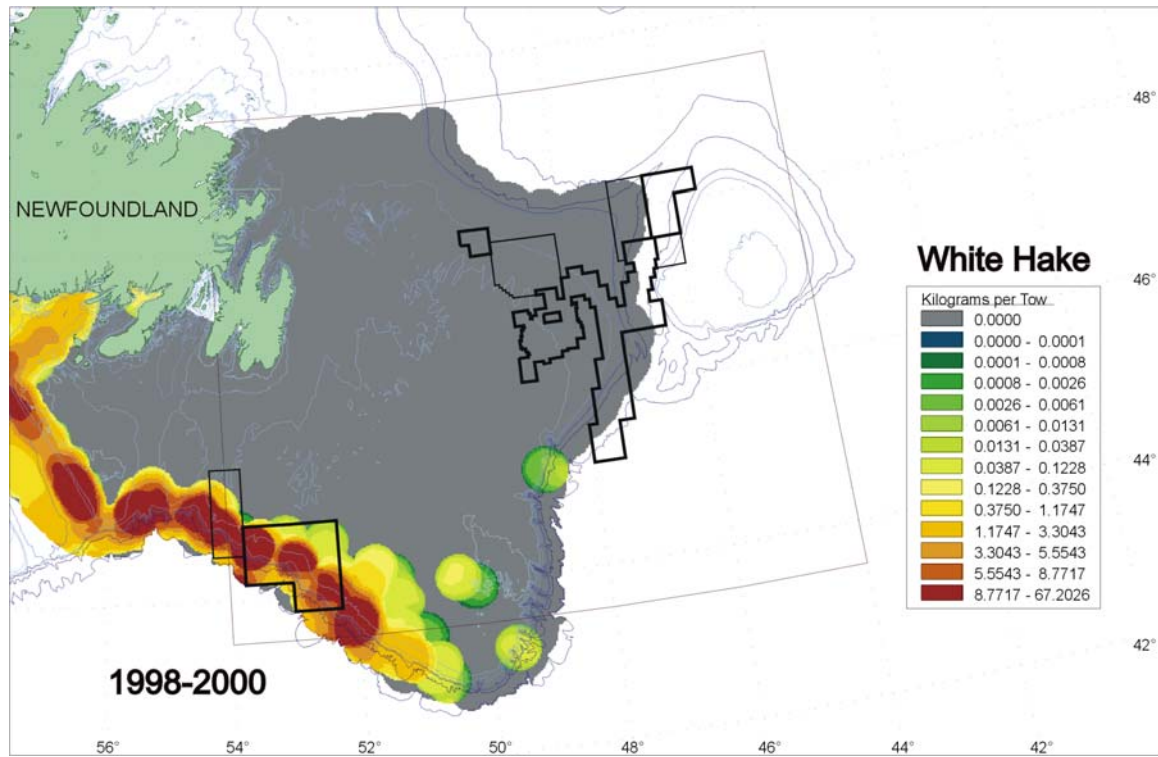 NEWFOUNDLAND
48°
White Hake
46°
Kilograms per Tow
0.0000
0.0000 - 0.0001
0.0001 - 0.0008
0.0008 - 0.0026
0.0026 - 0.0061
0.0061 - 0.0131
0.0131 - 0.0387
0.0387 - 0.1228
0.1228 - 0.3750
0.3750 - 1.1747
1.1747 - 3.3043
3.3043 - 5.5543
5.5543 - 8.7717
8.7717 - 67.2026
44°
42°
1998-2000
56°
54°
52°
50°
48°
46°
44°
42°